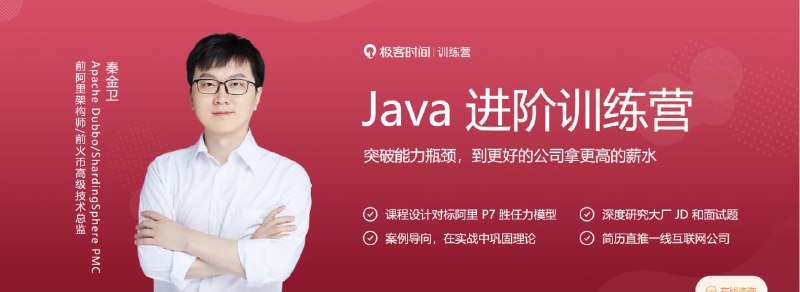 秦金卫
Apache Dubbo/ShardingSphere PMC
前阿里架构师/前火币高级技术总监
极客时间 | 训练营
Java 进阶训练营
突破能力瓶颈，到更好的公司拿更高的薪水
课程设计对标阿里 P7 胜任力模型
深度研究大厂 JD 和面试题
案例导向，在实战中巩固理论
简历直推一线互联网公司
在线咨询